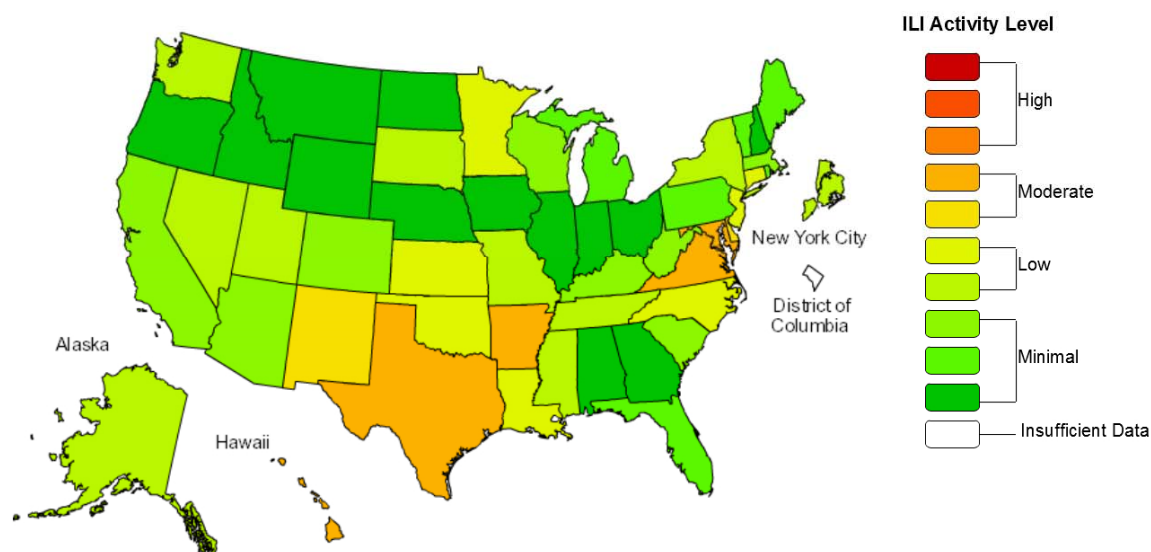 ILI Activity Level
High
Moderate
Low
Minimal
Insufficient Data
New York City
District of
Columbia
Alaska
Hawaii